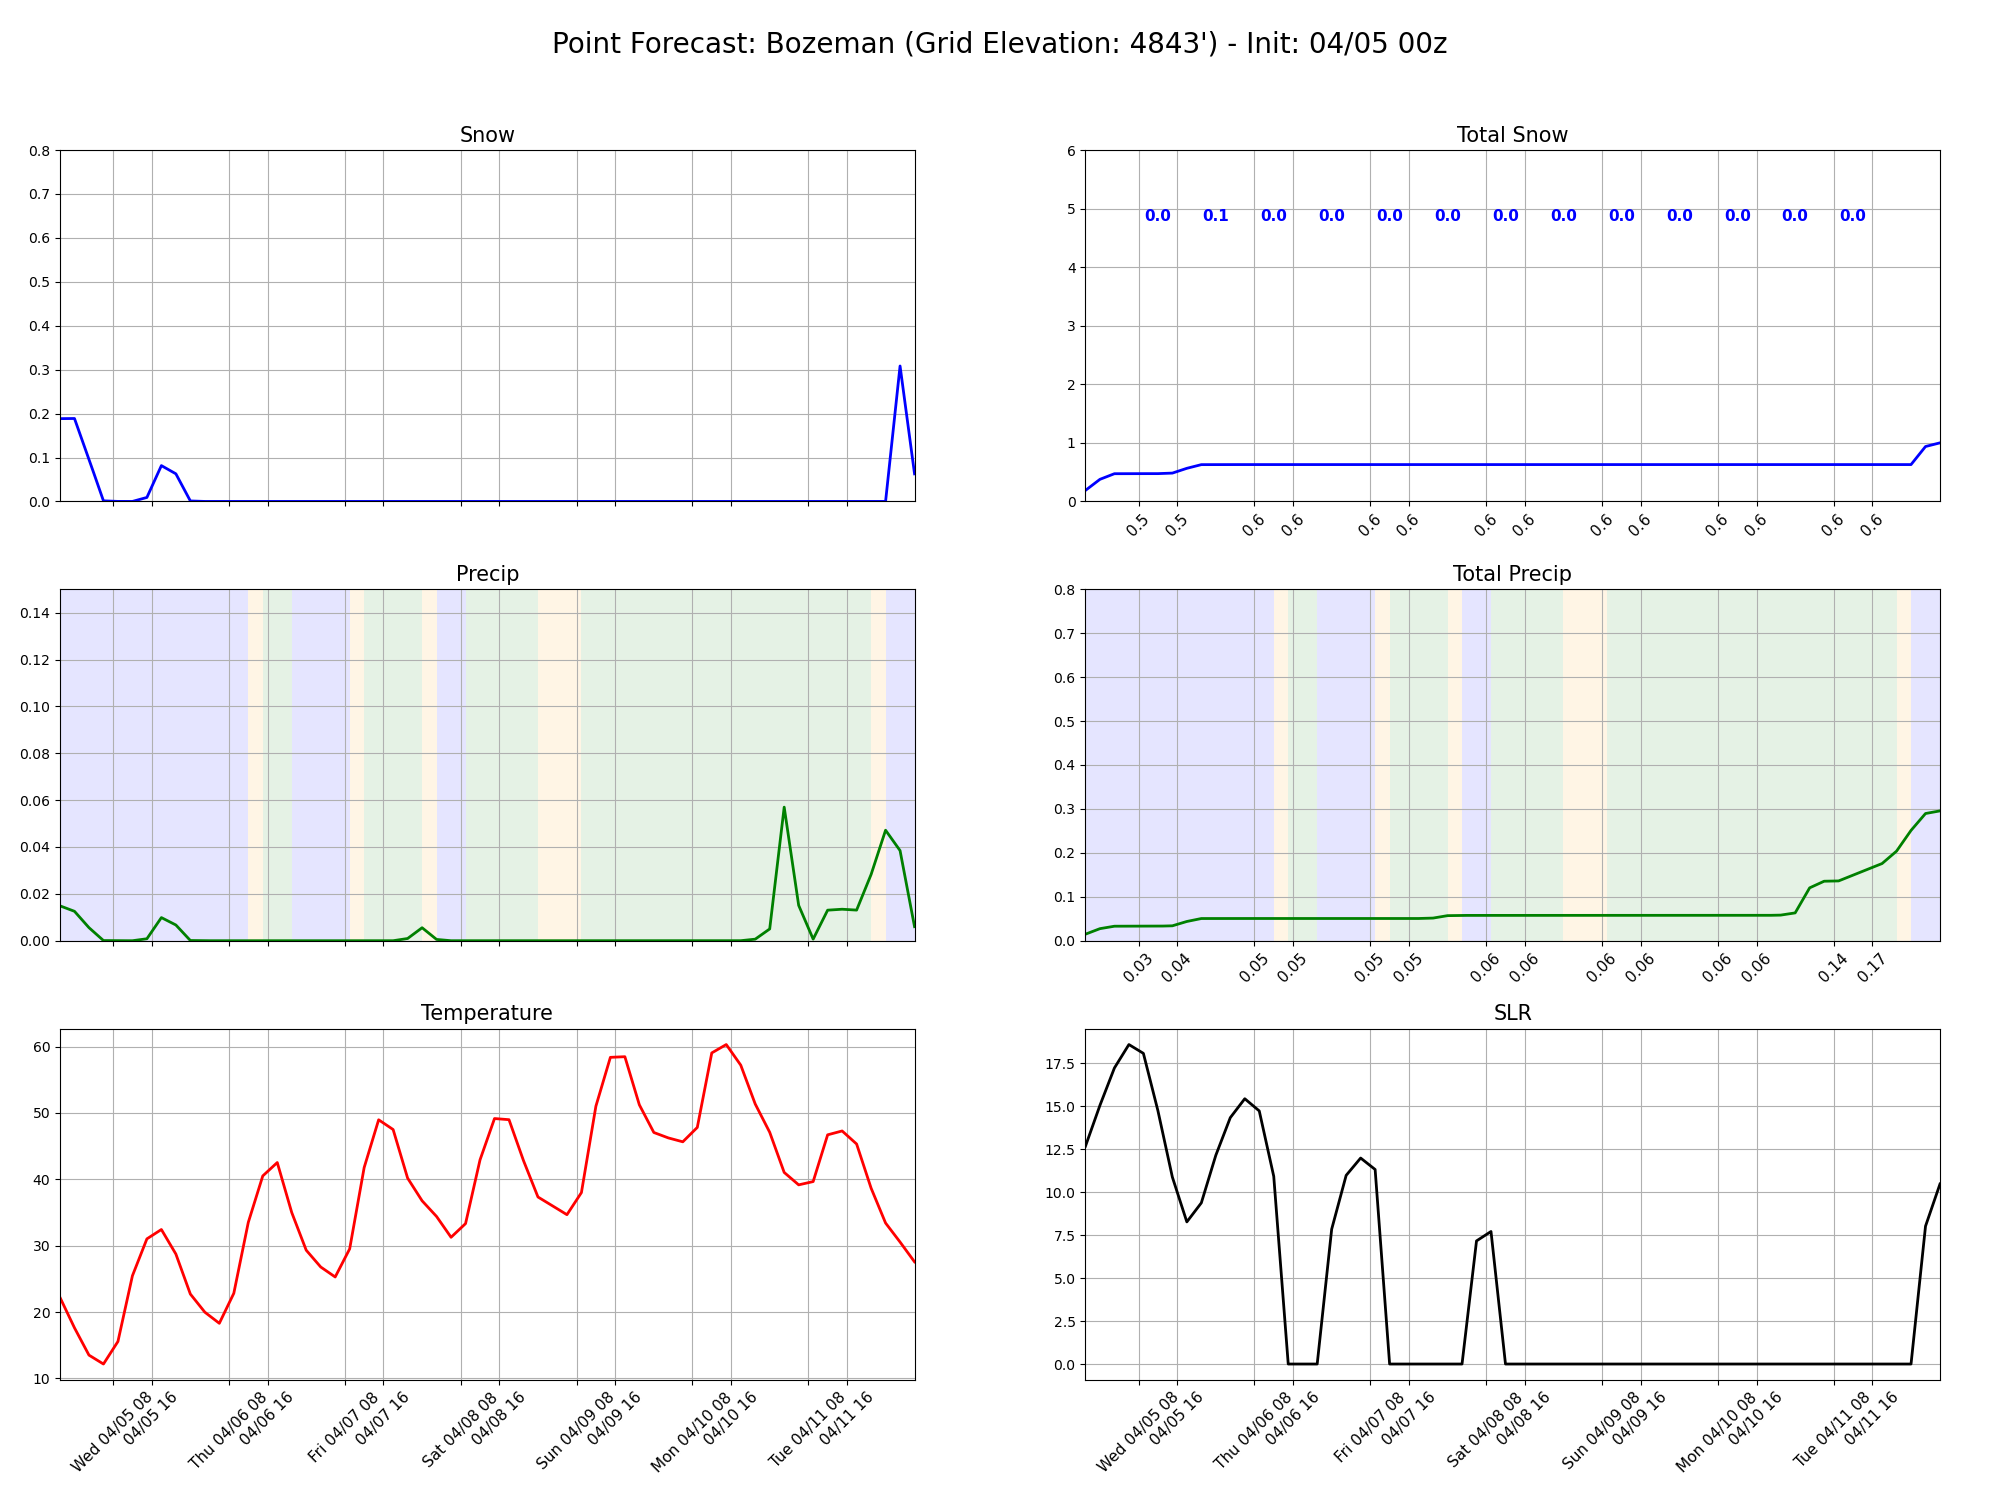 Point Forecast: Bozeman (Grid Elevation: 4843') - Init: 04/05 00z
Snow
0.8
0.7
0.6
0.5
0.4
0.3
0.2
0.1
0.0
Total Snow
6
5
4
3
2
1
0
0.0 0.1 0.0 0.0 0.0 0.0 0.0 0.0 0.0 0.0 0.0 0.0 0.0
0.5 0.5 0.6 0.6 0.6 0.6 0.6 0.6 0.6 0.6 0.6 0.6 0.6 0.6
Precip
0.14
0.12
0.10
0.08
0.06
0.04
0.02
0.00
Total Precip
0.8
0.7
0.6
0.5
0.4
0.3
0.2
0.1
0.0
0.03 0.04 0.05 0.05 0.05 0.05 0.06 0.06 0.06 0.06 0.06 0.06 0.14 0.17
Temperature
60
50
40
30
20
10
Wed 04/05 08
04/05 16
Thu 04/06 08
04/06 16
Fri 04/07 08
04/07 16
Sat 04/08 08
04/08 16
Sun 04/09 08
04/09 16
Mon 04/10 08
04/10 16
Tue 04/11 08
04/11 16
SLR
17.5
15.0
12.5
10.0
7.5
5.0
2.5
0.0
Wed 04/05 08
04/05 16
Thu 04/06 08
04/06 16
Fri 04/07 08
04/07 16
Sat 04/08 08
04/08 16
Sun 04/09 08
04/09 16
Mon 04/10 08
04/10 16
Tue 04/11 08
04/11 16